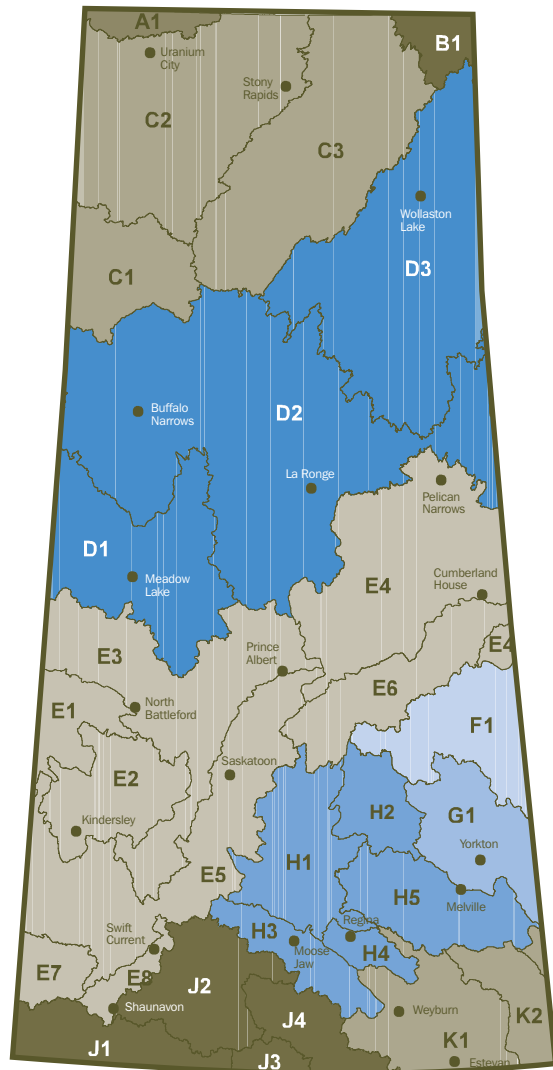 A1
B1
Uranium
City
Stony
Rapids
C2
C3
Wollaston
Lake
D3
C1
Buffalo
Narrows
D2
La Ronge
Pelican
Narrows
D1
Meadow
Lake
Cumberland
House
E4
E4
E3
Prince
Albert
E6
E1
North
Battleford
F1
Saskatoon
E2
Kindersley
H2
G1
Yorkton
H1
E5
H5
Melville
Swift
Current
H3
Regina
Moose
Jaw
H4
E7
E8
J2
Shaunavon
J4
Weyburn
K2
J1
J3
K1
Estevan